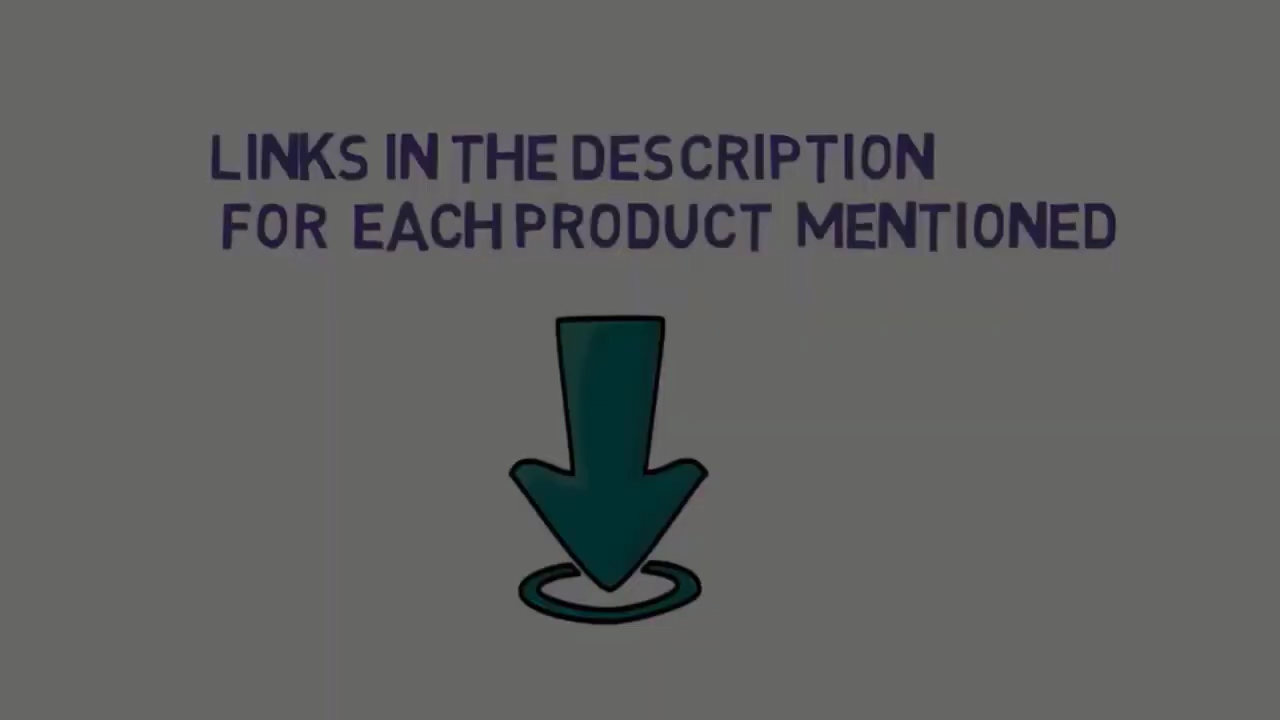 LINKS IN THE DESCRIPTION
FOR EACH PRODUCT MENTIONED